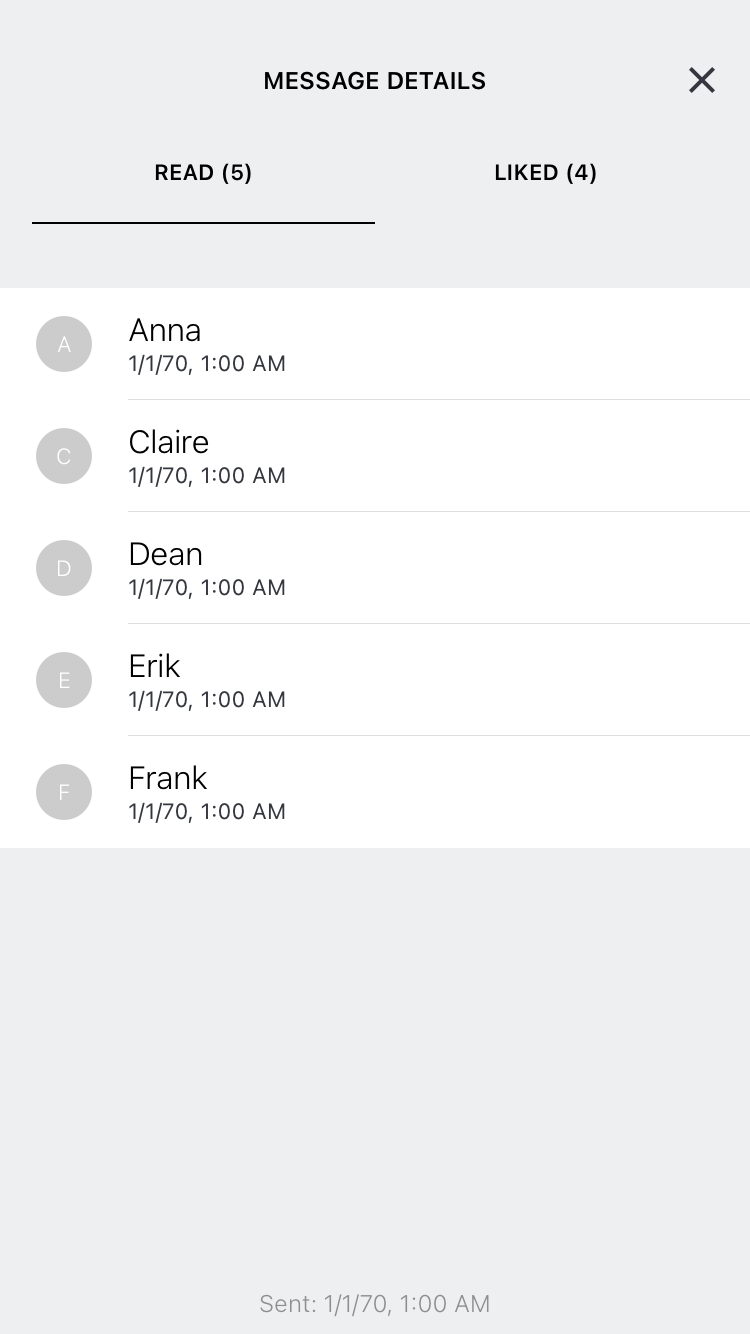 MESSAGE DETAILS
READ (5)
LIKED (4)
A
Anna
1/1/70, 1:00 AM
C
Claire
1/1/70, 1:00 AM
D
Dean
1/1/70, 1:00 AM
E
Erik
1/1/70, 1:00 AM
F
Frank
1/1/70, 1:00 AM
Sent: 1/1/70, 1:00 AM